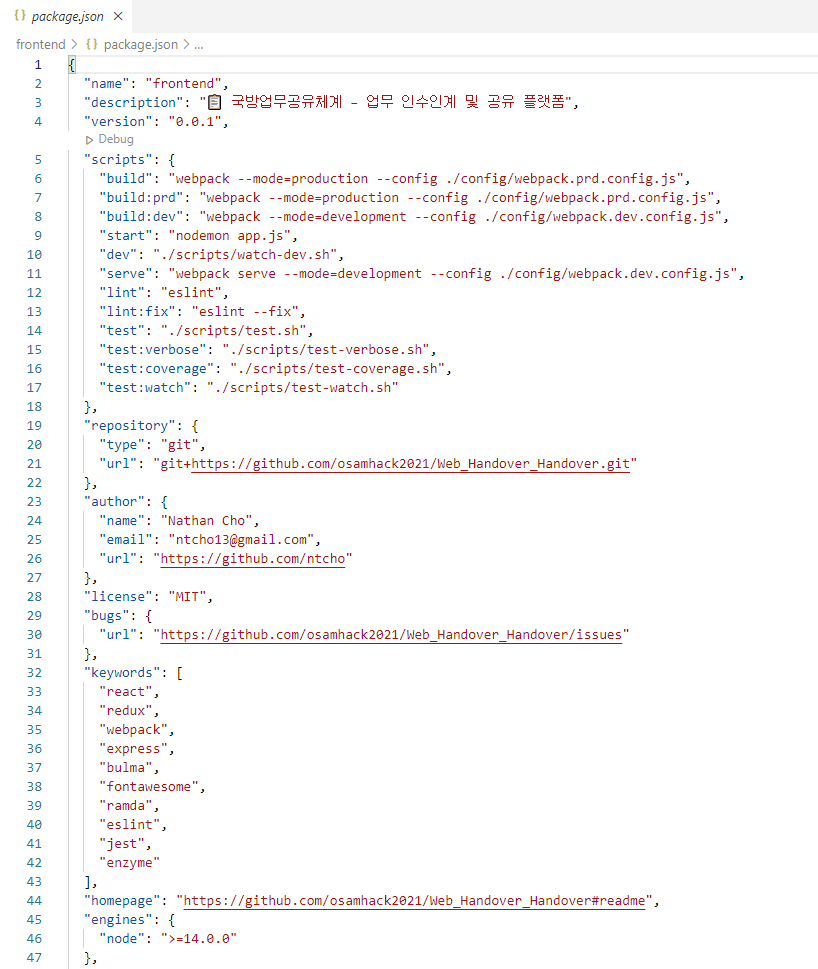 {} package.json ×
frontend > {} package.json > ...
1 {
2   "name": "frontend",
3   "description": "📋 국방업무공유체계 – 업무 인수인계 및 공유 플랫폼",
4   "version": "0.0.1",
▷ Debug
5   "scripts": {
6     "build": "webpack --mode=production --config ./config/webpack.prd.config.js",
7     "build:prd": "webpack --mode=production --config ./config/webpack.prd.config.js",
8     "build:dev": "webpack --mode=development --config ./config/webpack.dev.config.js",
9     "start": "nodemon app.js",
10     "dev": "./scripts/watch-dev.sh",
11     "serve": "webpack serve --mode=development --config ./config/webpack.dev.config.js",
12     "lint": "eslint",
13     "lint:fix": "eslint --fix",
14     "test": "./scripts/test.sh",
15     "test:verbose": "./scripts/test-verbose.sh",
16     "test:coverage": "./scripts/test-coverage.sh",
17     "test:watch": "./scripts/test-watch.sh"
18   },
19   "repository": {
20     "type": "git",
21     "url": "git+https://github.com/osamhack2021/Web_Handover_Handover.git"
22   },
23   "author": {
24     "name": "Nathan Cho",
25     "email": "ntcho13@gmail.com",
26     "url": "https://github.com/ntcho"
27   },
28   "license": "MIT",
29   "bugs": {
30     "url": "https://github.com/osamhack2021/Web_Handover_Handover/issues"
31   },
32   "keywords": [
33     "react",
34     "redux",
35     "webpack",
36     "express",
37     "bulma",
38     "fontawesome",
39     "ramda",
40     "eslint",
41     "jest",
42     "enzyme"
43   ],
44   "homepage": "https://github.com/osamhack2021/Web_Handover_Handover#readme",
45   "engines": {
46     "node": ">=14.0.0"
47   },